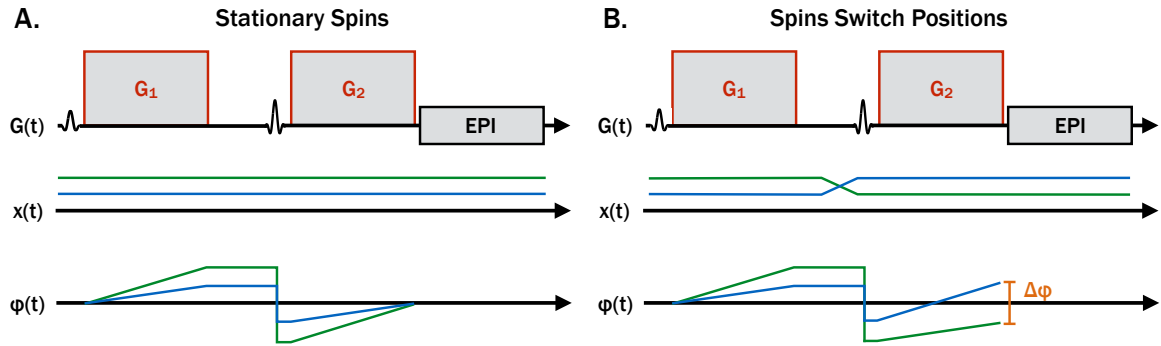 A. Stationary Spins
G₁ G₂
G(t) EPI
x(t)
φ(t)
B. Spins Switch Positions
G₁ G₂
G(t) EPI
x(t)
φ(t) Δφ